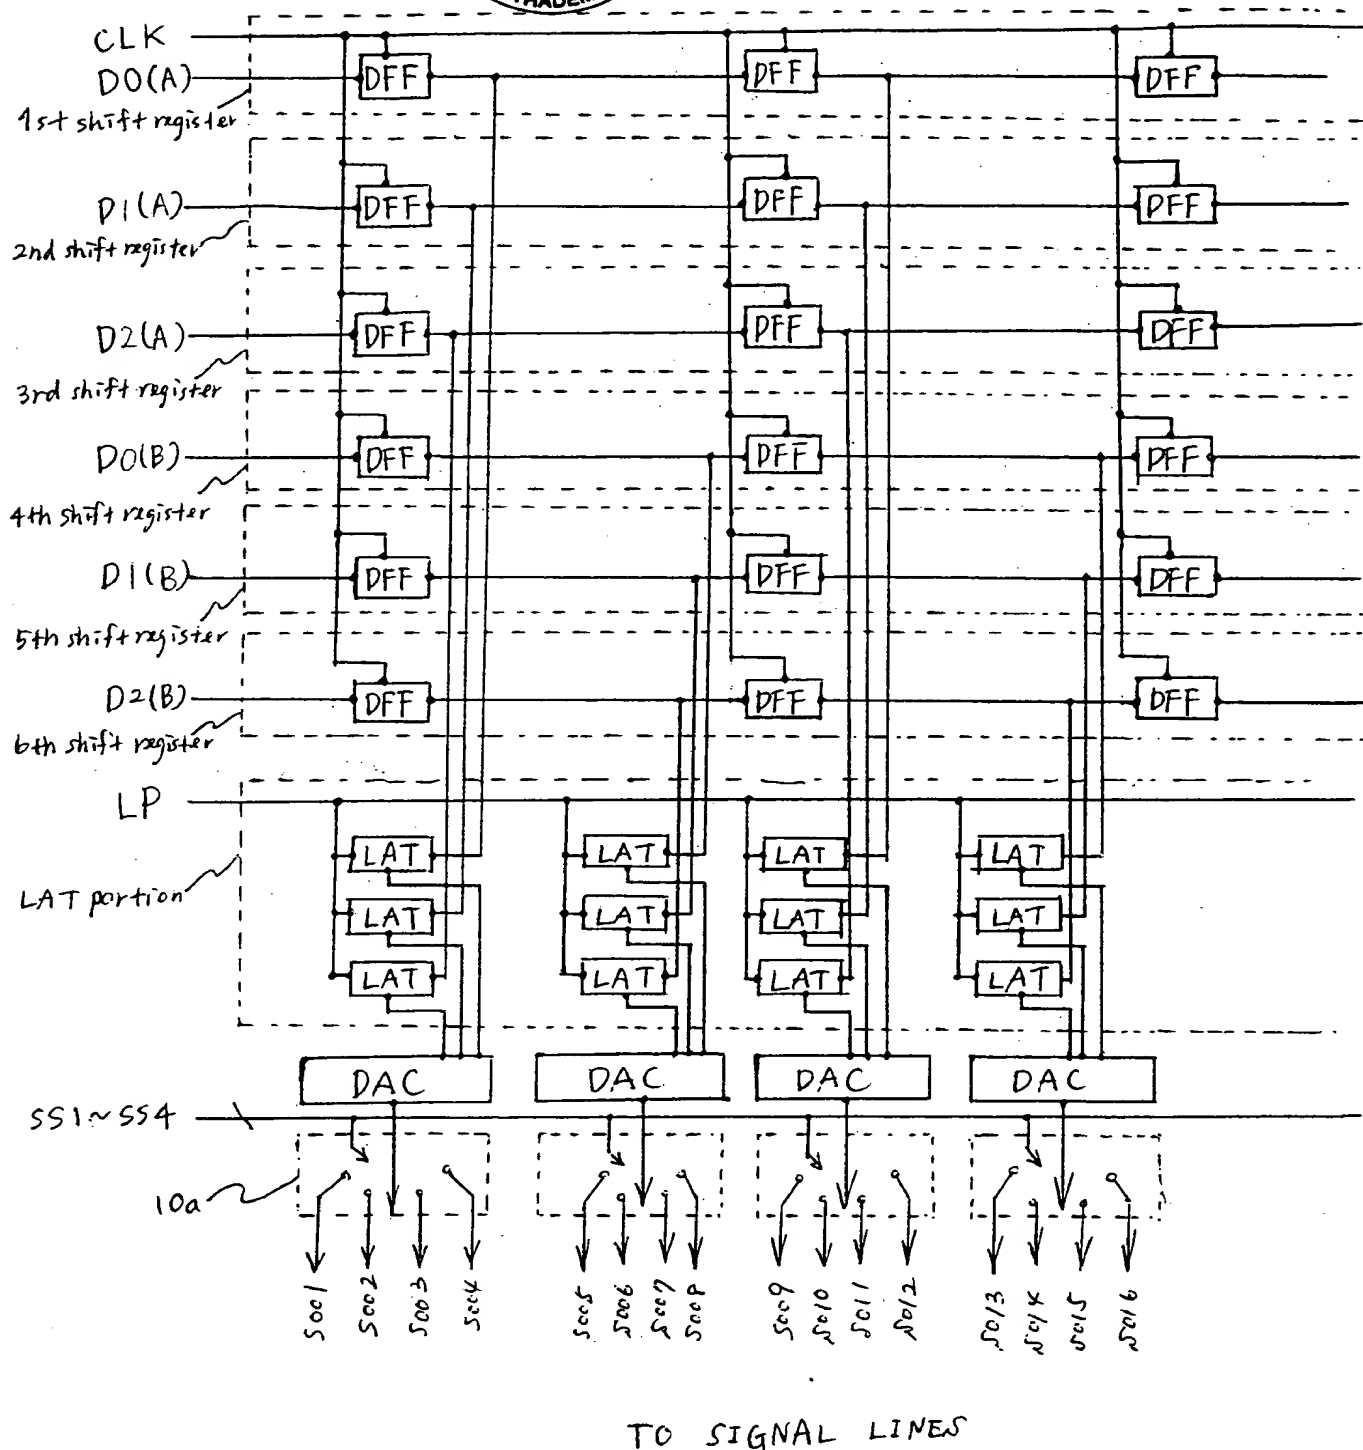 TRADEM
CLK
D0(A)
DFF DFF DFF
1st shift register
D1(A)
DFF DFF DFF
2nd shift register
D2(A)
DFF DFF DFF
3rd shift register
D0(B)
DFF DFF DFF
4th shift register
D1(B)
DFF DFF DFF
5th shift register
D2(B)
DFF DFF DFF
6th shift register
LP
LAT LAT LAT LAT
LAT portion
LAT LAT LAT LAT
LAT LAT LAT LAT
DAC DAC DAC DAC
SS1~SS4
10a
S001 S002 S003 S004 S005 S006 S007 S008 S009 S010 S011 S012 S013 S014 S015 S016
TO SIGNAL LINES